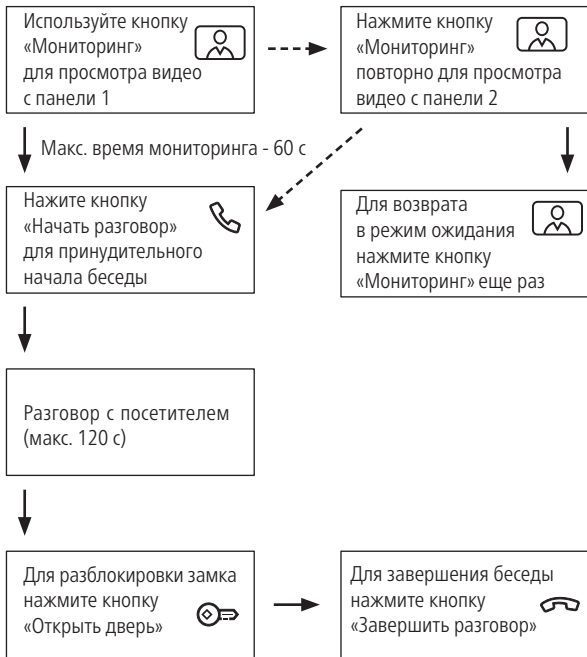 Используйте кнопку
«Мониторинг»
для просмотра видео
с панели 1
Нажмите кнопку
«Мониторинг»
повторно для просмотра
видео с панели 2
Макс. время мониторинга - 60 с
Нажите кнопку
«Начать разговор»
для принудительного
начала беседы
Для возврата
в режим ожидания
нажмите кнопку
«Мониторинг» еще раз
Разговор с посетителем
(макс. 120 с)
Для разблокировки замка
нажмите кнопку
«Открыть дверь»
Для завершения беседы
нажмите кнопку
«Завершить разговор»